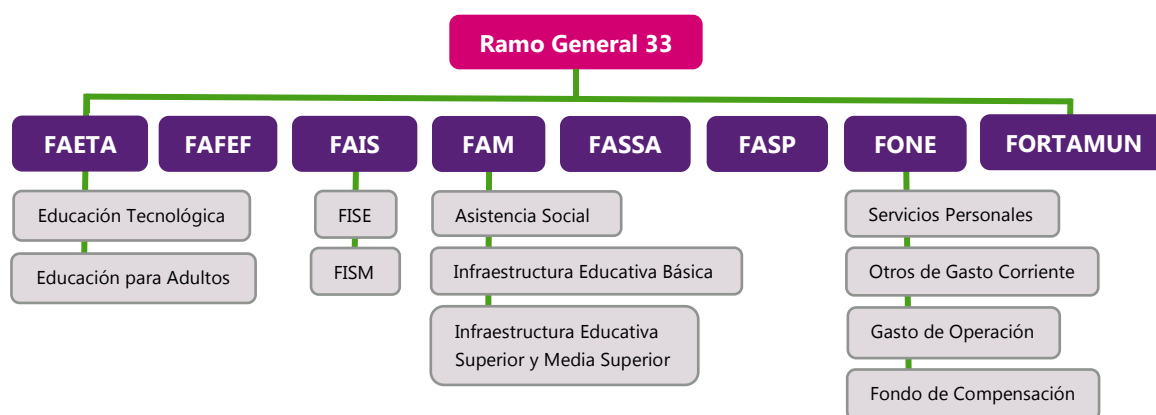 Ramo General 33
FAETA
FAFEF
FAIS
FAM
FASSA
FASP
FONE
FORTAMUN
Educación Tecnológica
Educación para Adultos
FISE
FISM
Asistencia Social
Infraestructura Educativa Básica
Infraestructura Educativa
Superior y Media Superior
Servicios Personales
Otros de Gasto Corriente
Gasto de Operación
Fondo de Compensación